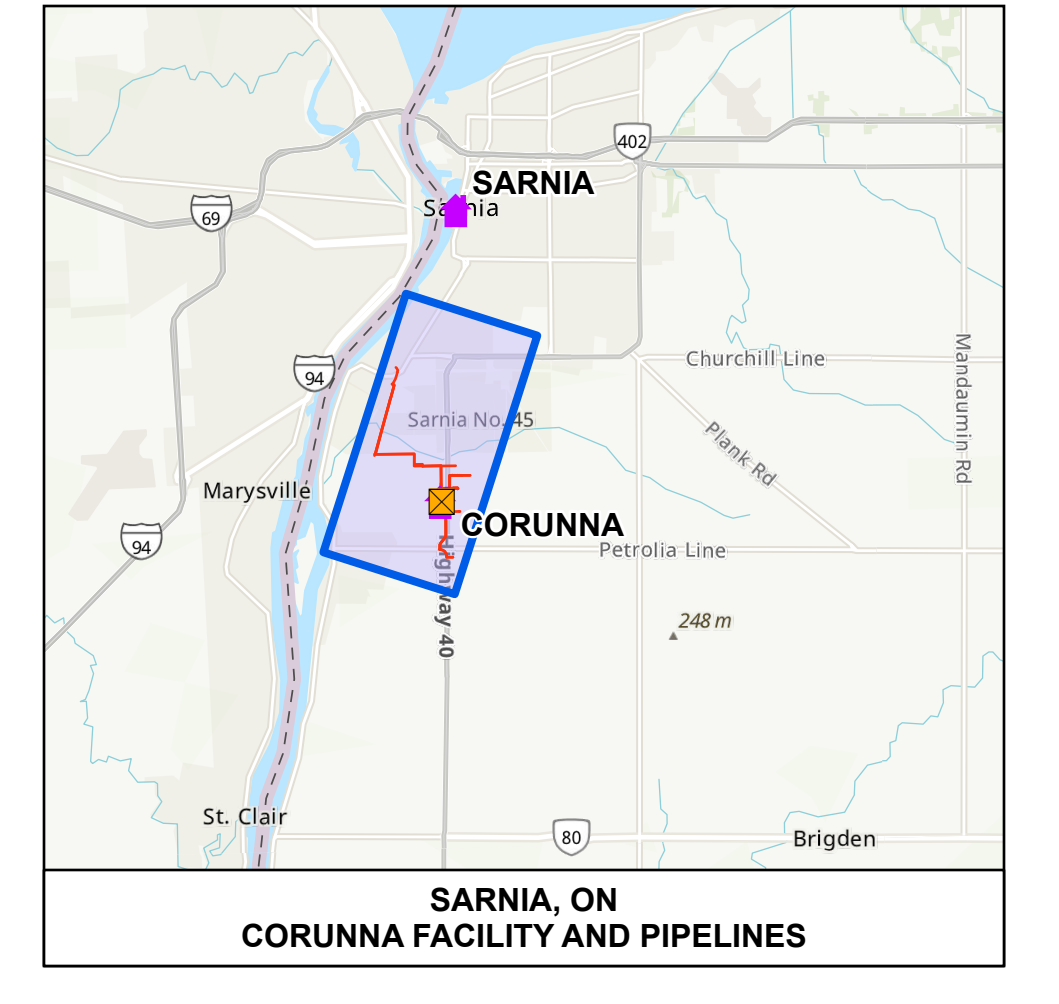 402
SARNIA
Sarnia
69
Churchill Line
Mandaumin Rd
94
Sarnia No. 45
Plank Rd
Marysville
CORUNNA
94
Petrolia Line
Highway 40
248 m
St. Clair
80
Brigden
SARNIA, ON
CORUNNA FACILITY AND PIPELINES